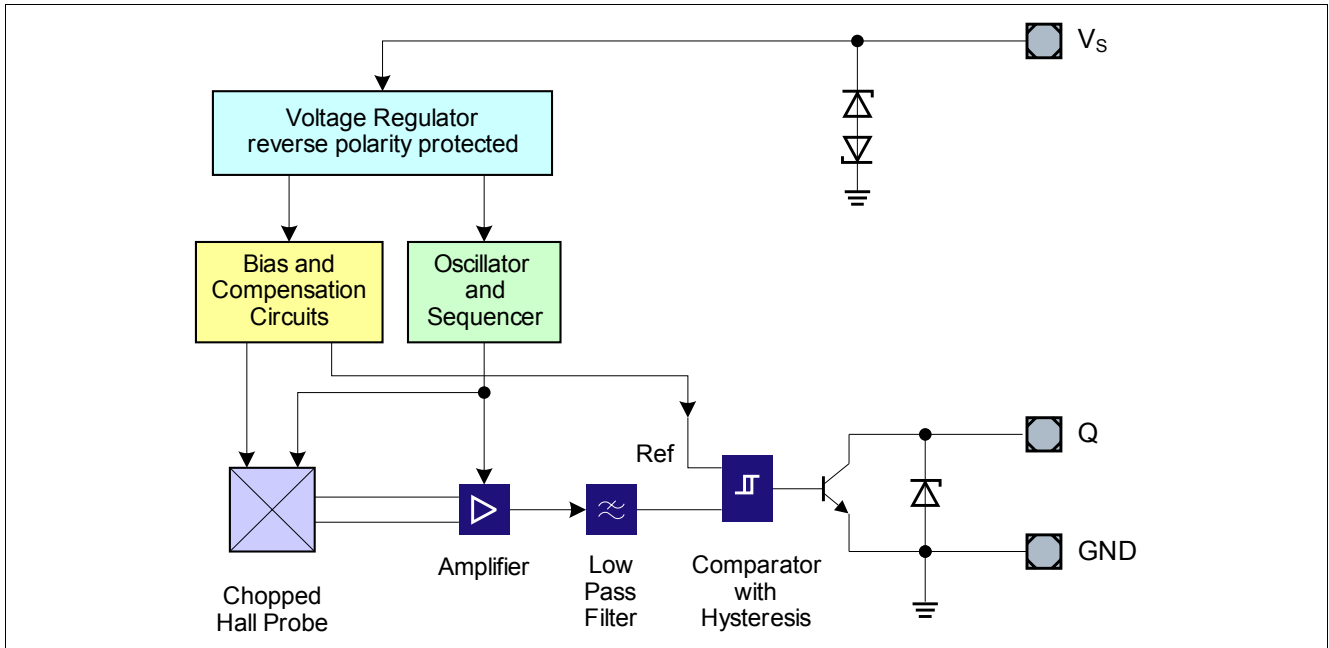 V_S
Voltage Regulator
reverse polarity protected
Bias and
Compensation
Circuits
Oscillator
and
Sequencer
Ref
Q
GND
Amplifier
Low
Pass
Filter
Comparator
with
Hysteresis
Chopped
Hall Probe